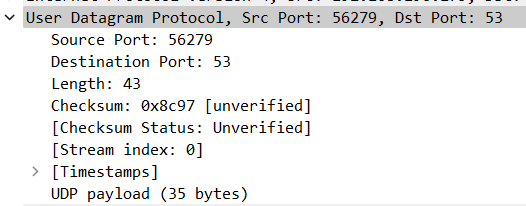 User Datagram Protocol, Src Port: 56279, Dst Port: 53
Source Port: 56279
Destination Port: 53
Length: 43
Checksum: 0x8c97 [unverified]
[Checksum Status: Unverified]
[Stream index: 0]
[Timestamps]
UDP payload (35 bytes)